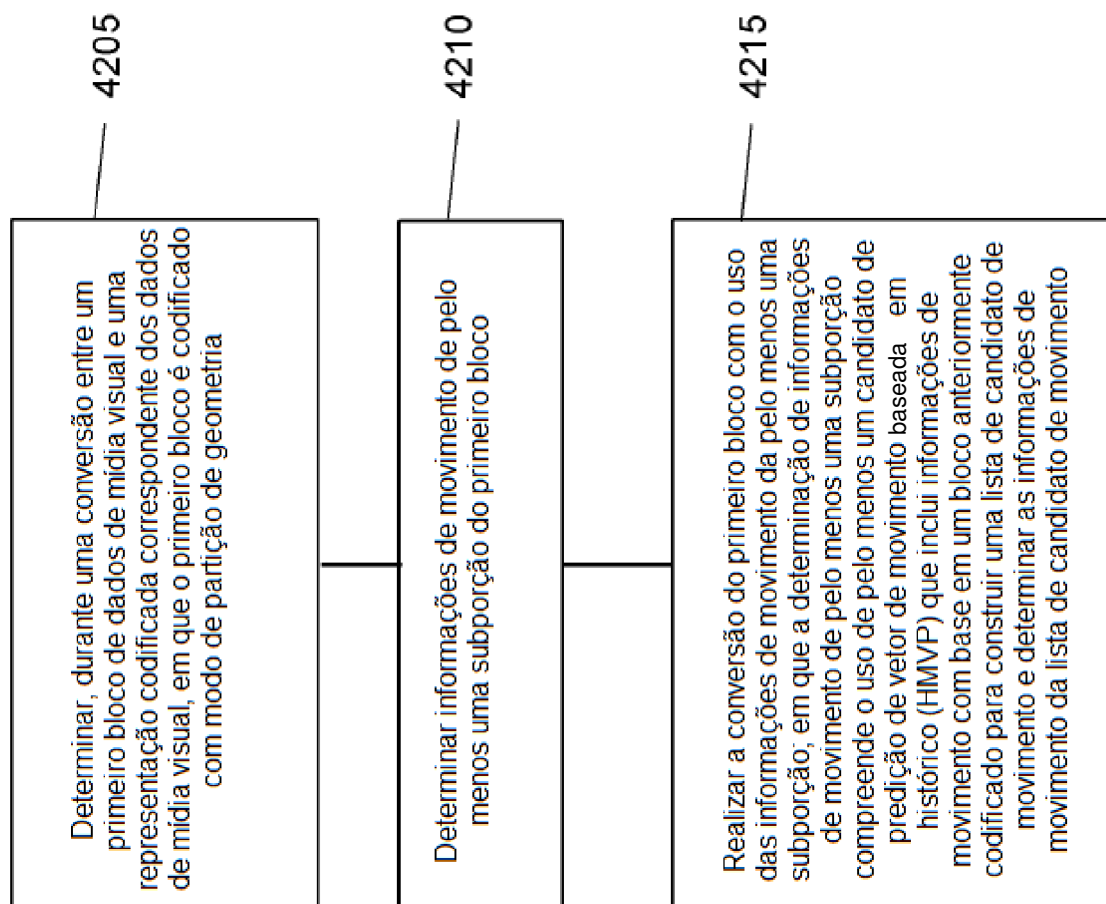 4205
Determinar, durante uma conversão entre um
primeiro bloco de dados de mídia visual e uma
representação codificada correspondente dos dados
de mídia visual, em que o primeiro bloco é codificado
com modo de partição de geometria
4210
Determinar informações de movimento de pelo
menos uma subporção do primeiro bloco
4215
Realizar a conversão do primeiro bloco com o uso
das informações de movimento da pelo menos uma
subporção, em que a determinação de informações
de movimento de pelo menos uma subporção
compreende o uso de pelo menos um candidato de
predição de vetor de movimento baseada em
histórico (HMVP) que inclui informações de
movimento com base em um bloco anteriormente
codificado para construir uma lista de candidato de
movimento e determinar as informações de
movimento da lista de candidato de movimento